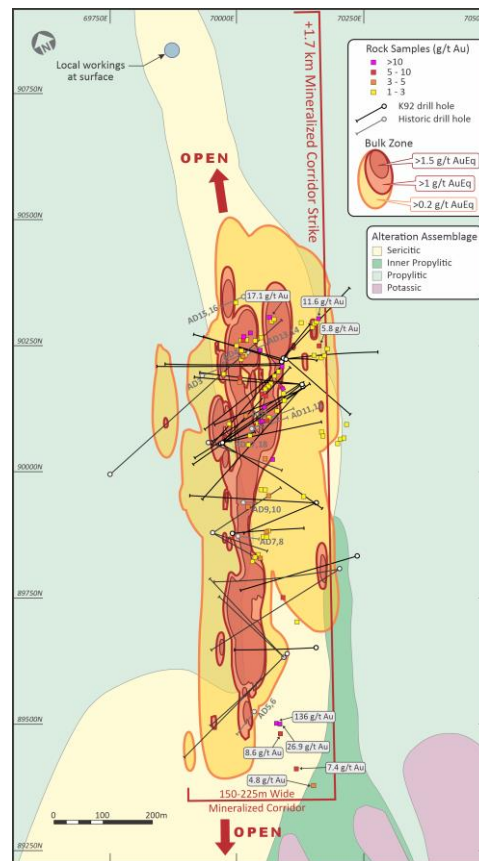 69750E
70000E
70250E
N
Local workings
at surface
+1.7 km Mineralized Corridor Strike
Rock Samples (g/t Au)
>10
5 - 10
3 - 5
1 - 3
K92 drill hole
Historic drill hole
Bulk Zone
>1.5 g/t AuEq
>1 g/t AuEq
>0.2 g/t AuEq
Alteration Assemblage
Sericitic
Inner Propylitic
Propylitic
Potassic
90750N
OPEN
90500N
17.1 g/t Au
11.6 g/t Au
AD15,16
5.8 g/t Au
90250N
AD11,12
90000N
AD9,10
AD7,8
89750N
AD5,6
89500N
136 g/t Au
26.9 g/t Au
8.6 g/t Au
7.4 g/t Au
4.8 g/t Au
150-225m Wide
Mineralized Corridor
0
100
200m
OPEN
89250N